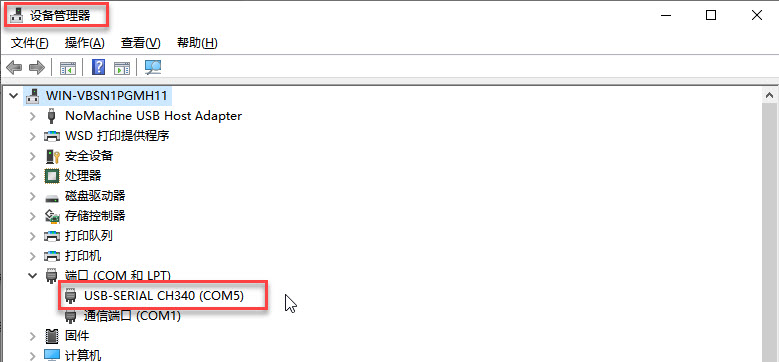 设备管理器
文件(F) 操作(A) 查看(V) 帮助(H)
WIN-VBSN1PGMH11
NoMachine USB Host Adapter
WSD 打印提供程序
安全设备
处理器
磁盘驱动器
存储控制器
打印队列
打印机
端口 (COM 和 LPT)
USB-SERIAL CH340 (COM5)
通信端口 (COM1)
固件
计算机